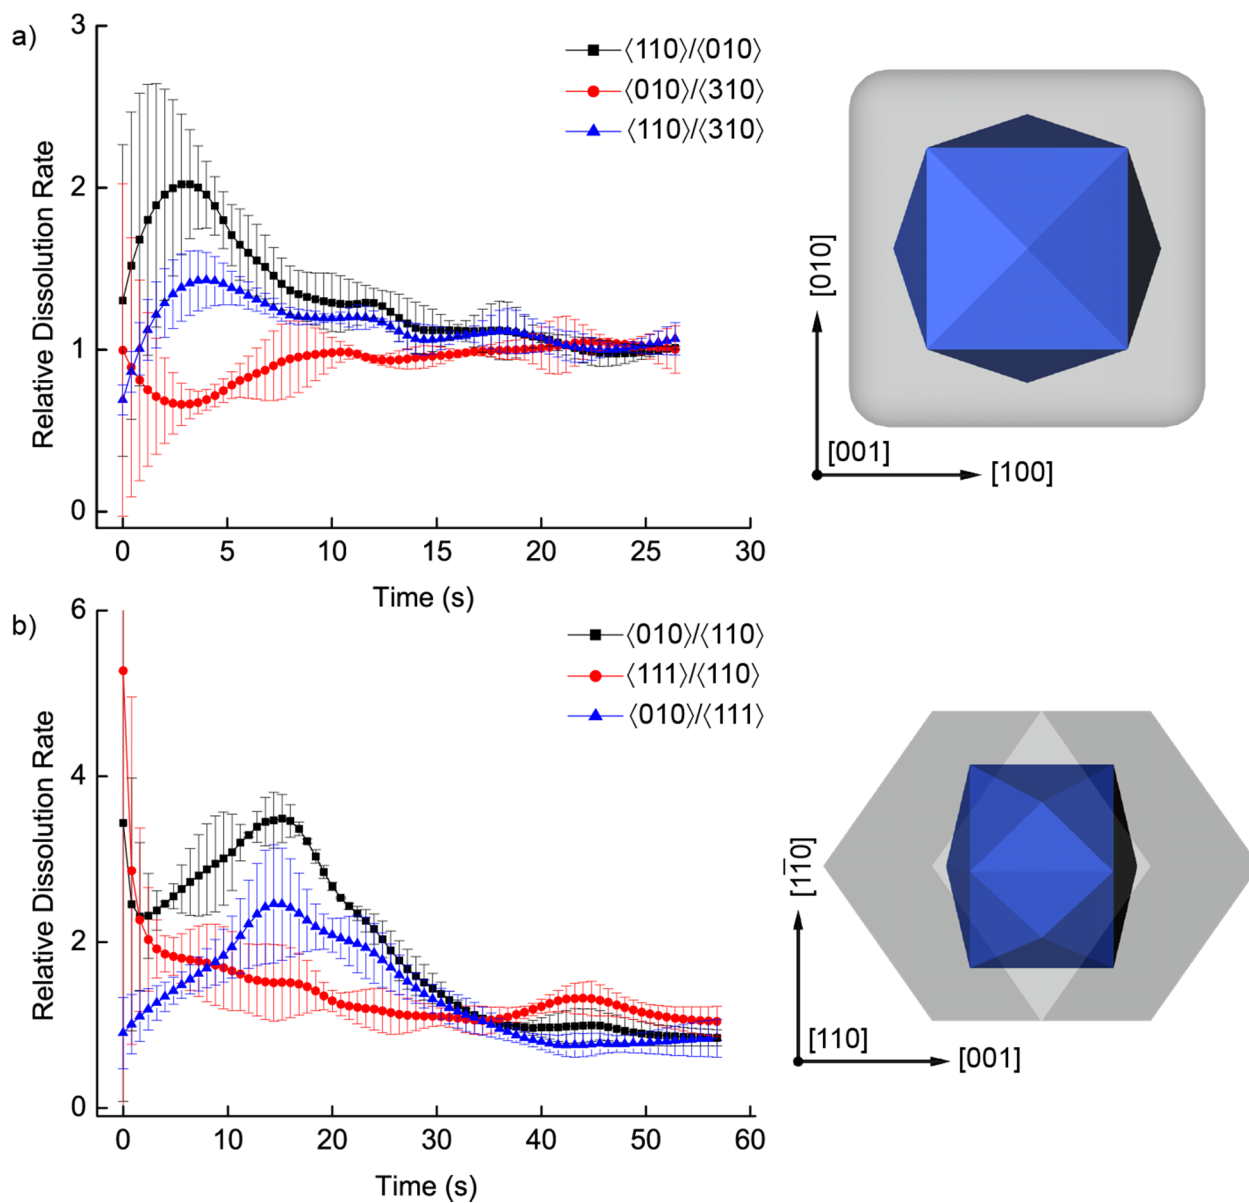 a)
3
2
1
0
Relative Dissolution Rate
⟨110⟩/⟨010⟩
⟨010⟩/⟨310⟩
⟨110⟩/⟨310⟩
0 5 10 15 20 25 30
Time (s)
[010]
[001]
[100]
b)
6
4
2
0
Relative Dissolution Rate
⟨010⟩/⟨110⟩
⟨111⟩/⟨110⟩
⟨010⟩/⟨111⟩
0 10 20 30 40 50 60
Time (s)
[11̅0]
[110]
[001]